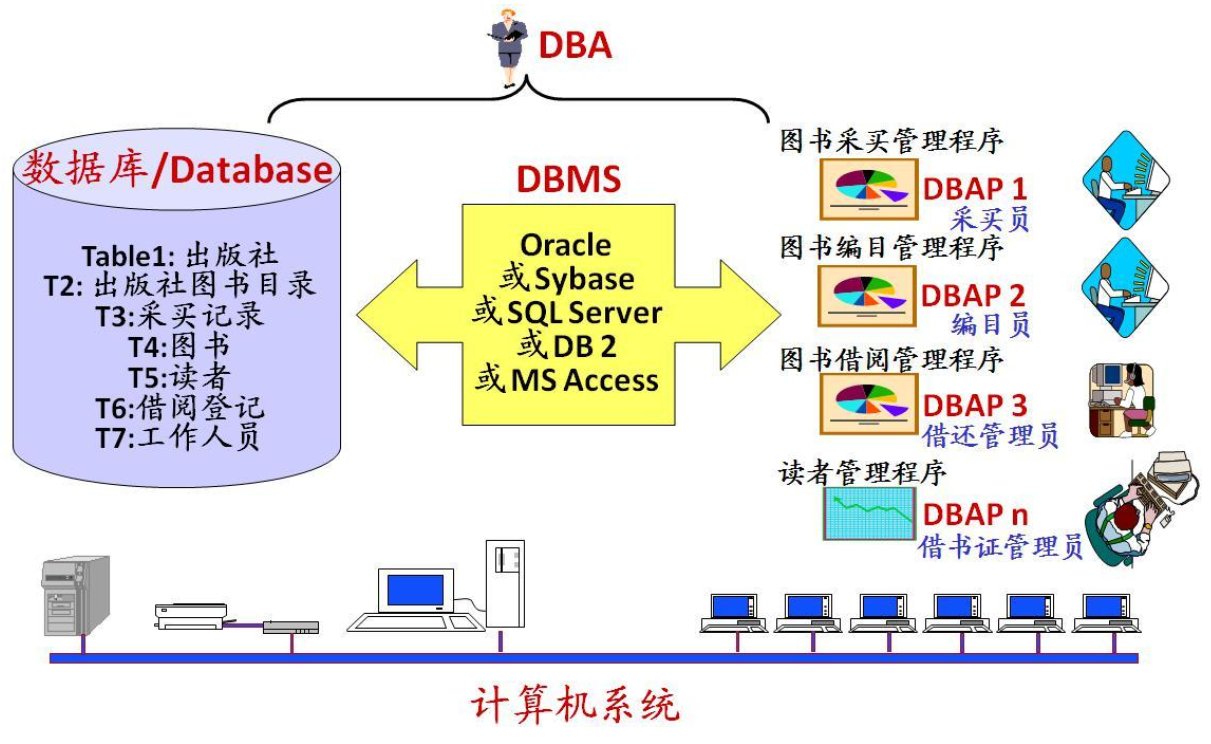 DBA
数据库/Database
Table1: 出版社
T2: 出版社图书目录
T3:采买记录
T4:图书
T5:读者
T6:借阅登记
T7:工作人员
DBMS
Oracle
或Sybase
或SQL Server
或DB 2
或MS Access
图书采买管理程序
DBAP 1
采买员
图书编目管理程序
DBAP 2
编目员
图书借阅管理程序
DBAP 3
借还管理员
读者管理程序
DBAP n
借书证管理员
计算机系统